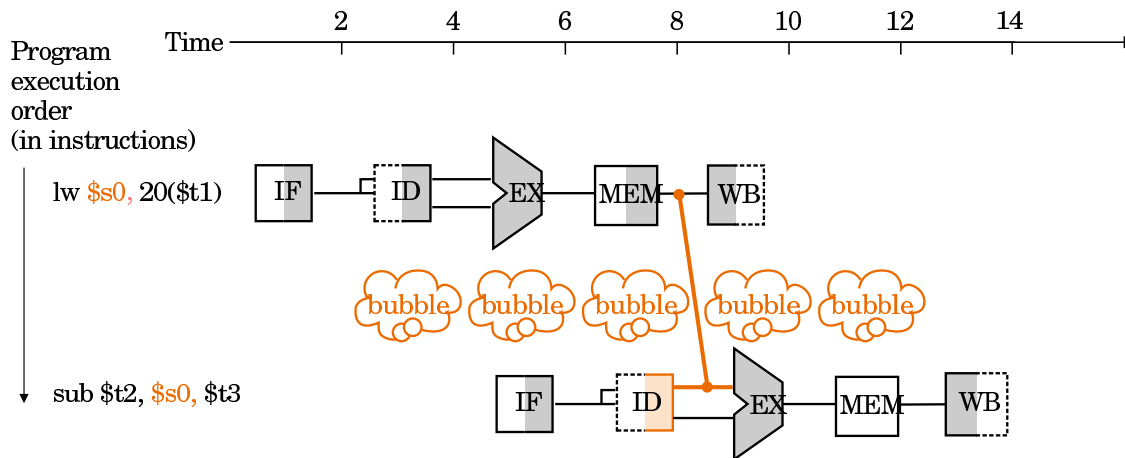 2 4 6 8 10 12 14
Time
Program
execution
order
(in instructions)
lw $s0, 20($t1)
IF ID EX MEM WB
bubble bubble bubble bubble bubble
sub $t2, $s0, $t3
IF ID EX MEM WB